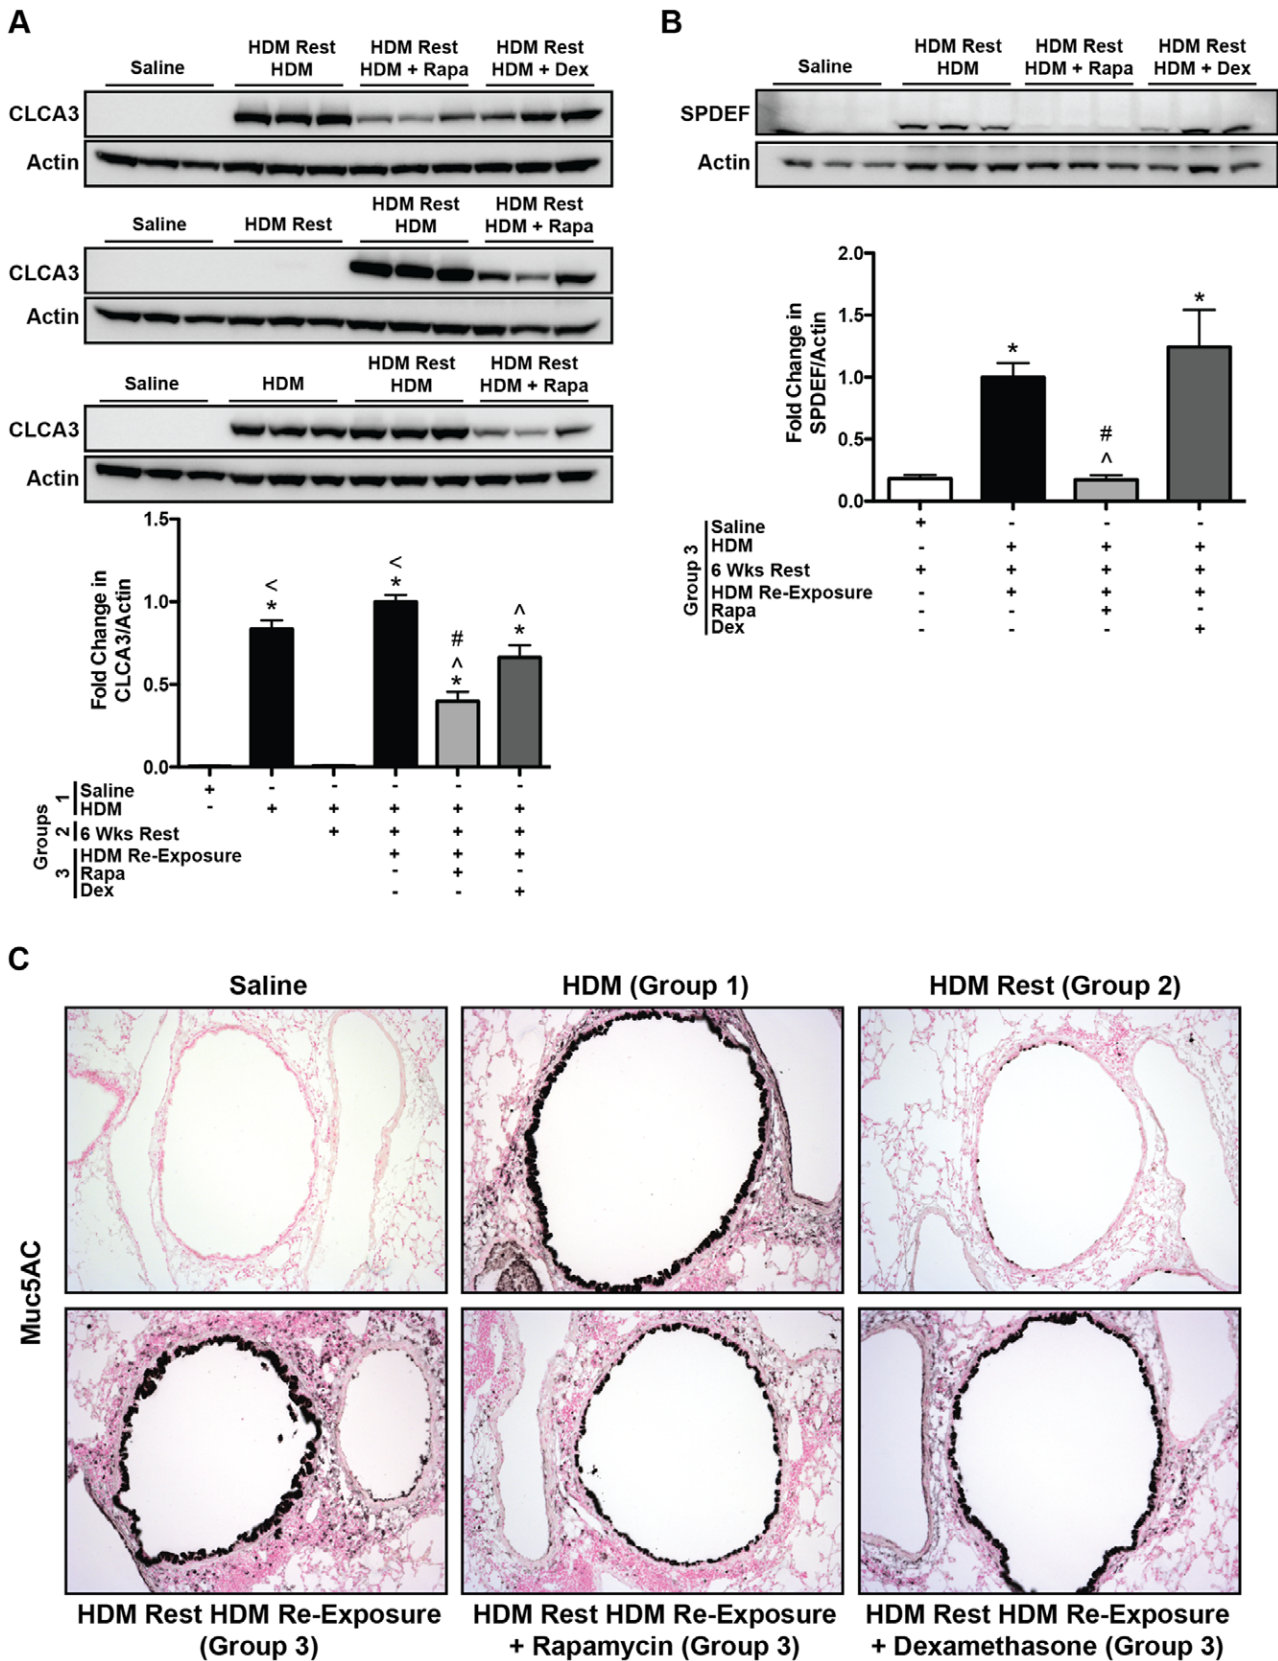 A
HDM Rest HDM Rest HDM Rest
Saline HDM HDM + Rapa HDM + Dex
CLCA3
Actin
HDM Rest HDM Rest
Saline HDM Rest HDM HDM + Rapa
CLCA3
Actin
HDM Rest HDM Rest
Saline HDM HDM HDM + Rapa
CLCA3
Actin
Fold Change in
CLCA3/Actin
1.5
1.0
0.5
0.0
< * < * # ^ * ^ *
Groups
1
2
3
Saline + - - - - -
HDM - + + + + +
6 Wks Rest + + + +
HDM Re-Exposure + + +
Rapa - + -
Dex - - +
B
HDM Rest HDM Rest HDM Rest
Saline HDM HDM + Rapa HDM + Dex
SPDEF
Actin
Fold Change in
SPDEF/Actin
2.0
1.5
1.0
0.5
0.0
* # ^ *
Group 3
Saline + - - -
HDM - + + +
6 Wks Rest + + + +
HDM Re-Exposure - + + +
Rapa - - + -
Dex - - - +
C
Saline HDM (Group 1) HDM Rest (Group 2)
Muc5AC
HDM Rest HDM Re-Exposure
(Group 3)
HDM Rest HDM Re-Exposure
+ Rapamycin (Group 3)
HDM Rest HDM Re-Exposure
+ Dexamethasone (Group 3)